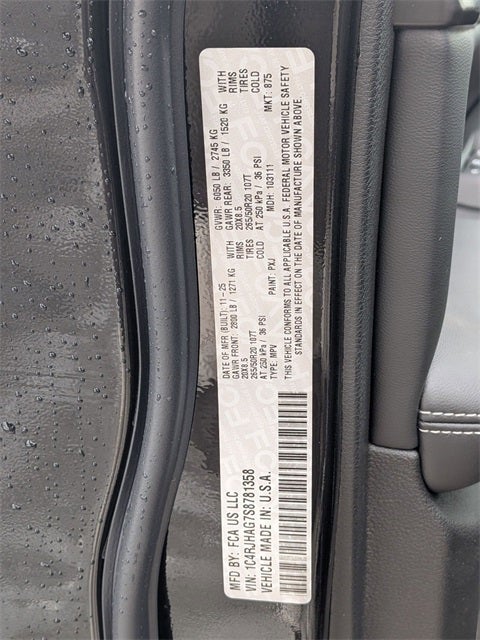 MFD BY: FCA US LLC
DATE OF MFR (BUILT): 11-25
GVWR: 6050 LB / 2745 KG
GAWR FRONT: 2800 LB / 1271 KG WITH
GAWR REAR: 3350 LB / 1520 KG WITH
20X8.5 RIMS
20X8.5 RIMS
265/50R20 107T TIRES
265/50R20 107T TIRES
AT 250 kPa / 36 PSI COLD
AT 250 kPa / 36 PSI COLD
TYPE: MPV PAINT: PXJ MDH: 103111 MKT: 875
THIS VEHICLE CONFORMS TO ALL APPLICABLE U.S.A. FEDERAL MOTOR VEHICLE SAFETY
STANDARDS IN EFFECT ON THE DATE OF MANUFACTURE SHOWN ABOVE.
VIN: 1C4RJHAG7S8781358
VEHICLE MADE IN: U.S.A.